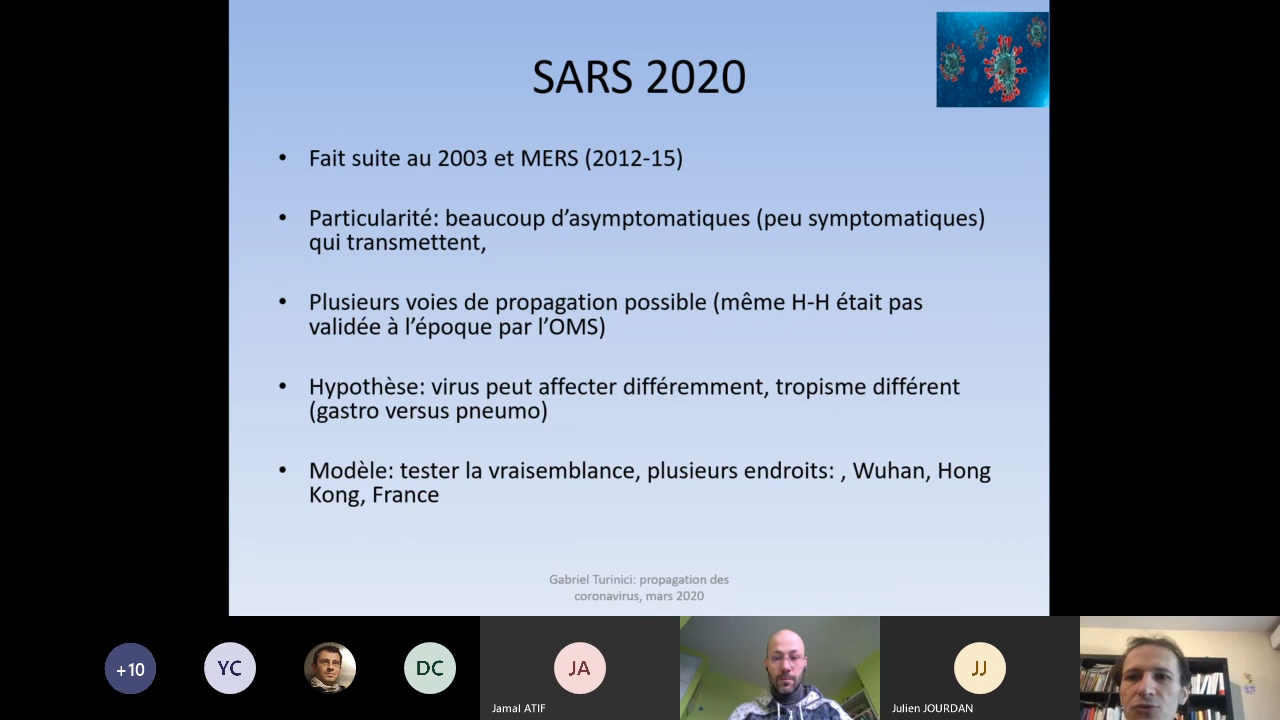 SARS 2020
• Fait suite au 2003 et MERS (2012-15)
• Particularité: beaucoup d’asymptomatiques (peu symptomatiques)
qui transmettent,
• Plusieurs voies de propagation possible (même H-H était pas
validée à l’époque par l’OMS)
• Hypothèse: virus peut affecter différemment, tropisme différent
(gastro versus pneumo)
• Modèle: tester la vraisemblance, plusieurs endroits: , Wuhan, Hong
Kong, France
Gabriel Turinici: propagation des
coronavirus, mars 2020
+10
YC
DC
JA
JJ
Jamal ATIF
Julien JOURDAN